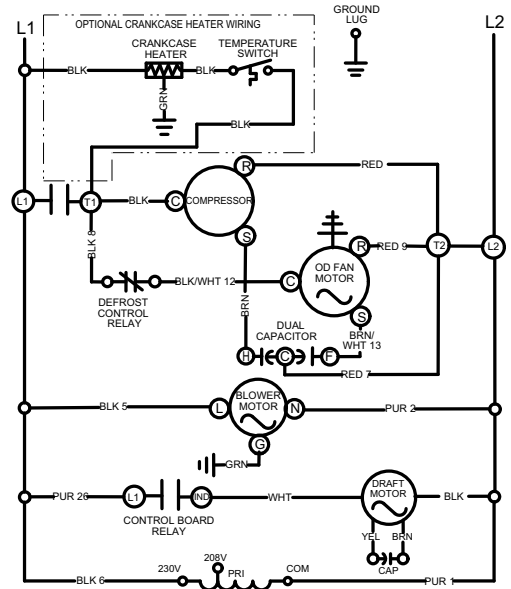 L1
OPTIONAL CRANKCASE HEATER WIRING
GROUND
LUG
L2
CRANKCASE
HEATER
TEMPERATURE
SWITCH
BLK
BLK
GRN
BLK
R
RED
L1
T1
BLK
C
COMPRESSOR
S
BLK 8
R
RED 9
T2
L2
OD FAN
MOTOR
BLK/WHT 12
C
DEFROST
CONTROL
RELAY
BRN
S
DUAL
CAPACITOR
BRN/
WHT 13
H
C
F
RED 7
BLOWER
MOTOR
BLK 5
L
N
PUR 2
G
GRN
DRAFT
MOTOR
PUR 26
L1
IND
WHT
BLK
CONTROL BOARD
RELAY
YEL
BRN
CAP
208V
230V
PRI
COM
BLK 6
PUR 1